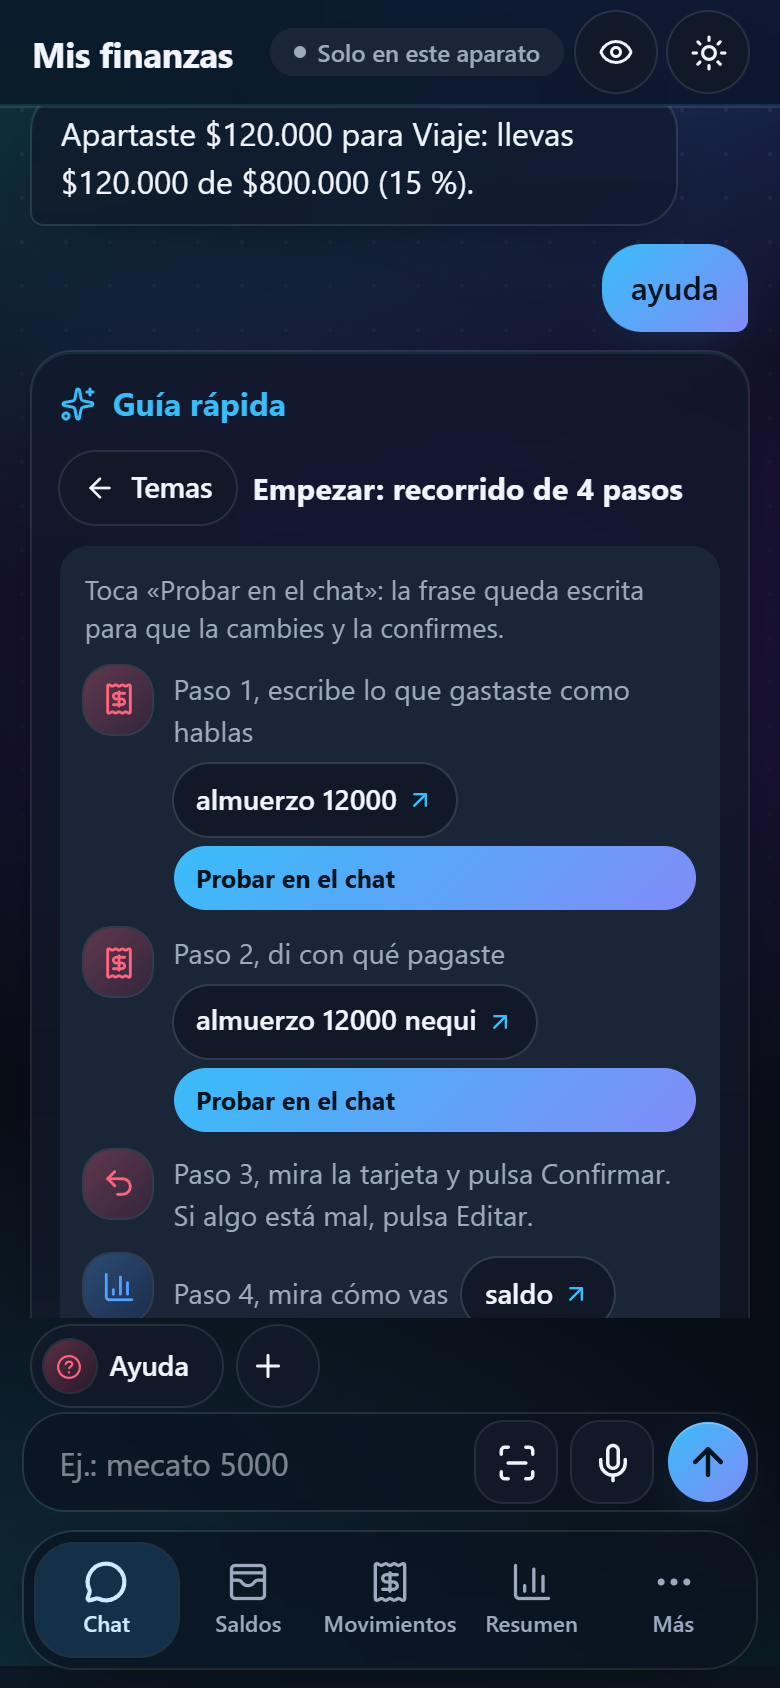 Mis finanzas
Solo en este aparato
Apartaste $120.000 para Viaje: llevas
$120.000 de $800.000 (15 %).
ayuda
Guía rápida
Temas
Empezar: recorrido de 4 pasos
Toca «Probar en el chat»: la frase queda escrita
para que la cambies y la confirmes.
Paso 1, escribe lo que gastaste como
hablas
almuerzo 12000
Probar en el chat
Paso 2, di con qué pagaste
almuerzo 12000 nequi
Probar en el chat
Paso 3, mira la tarjeta y pulsa Confirmar.
Si algo está mal, pulsa Editar.
Paso 4, mira cómo vas
saldo
Ayuda
Ej.: mecato 5000
Chat
Saldos
Movimientos
Resumen
Más